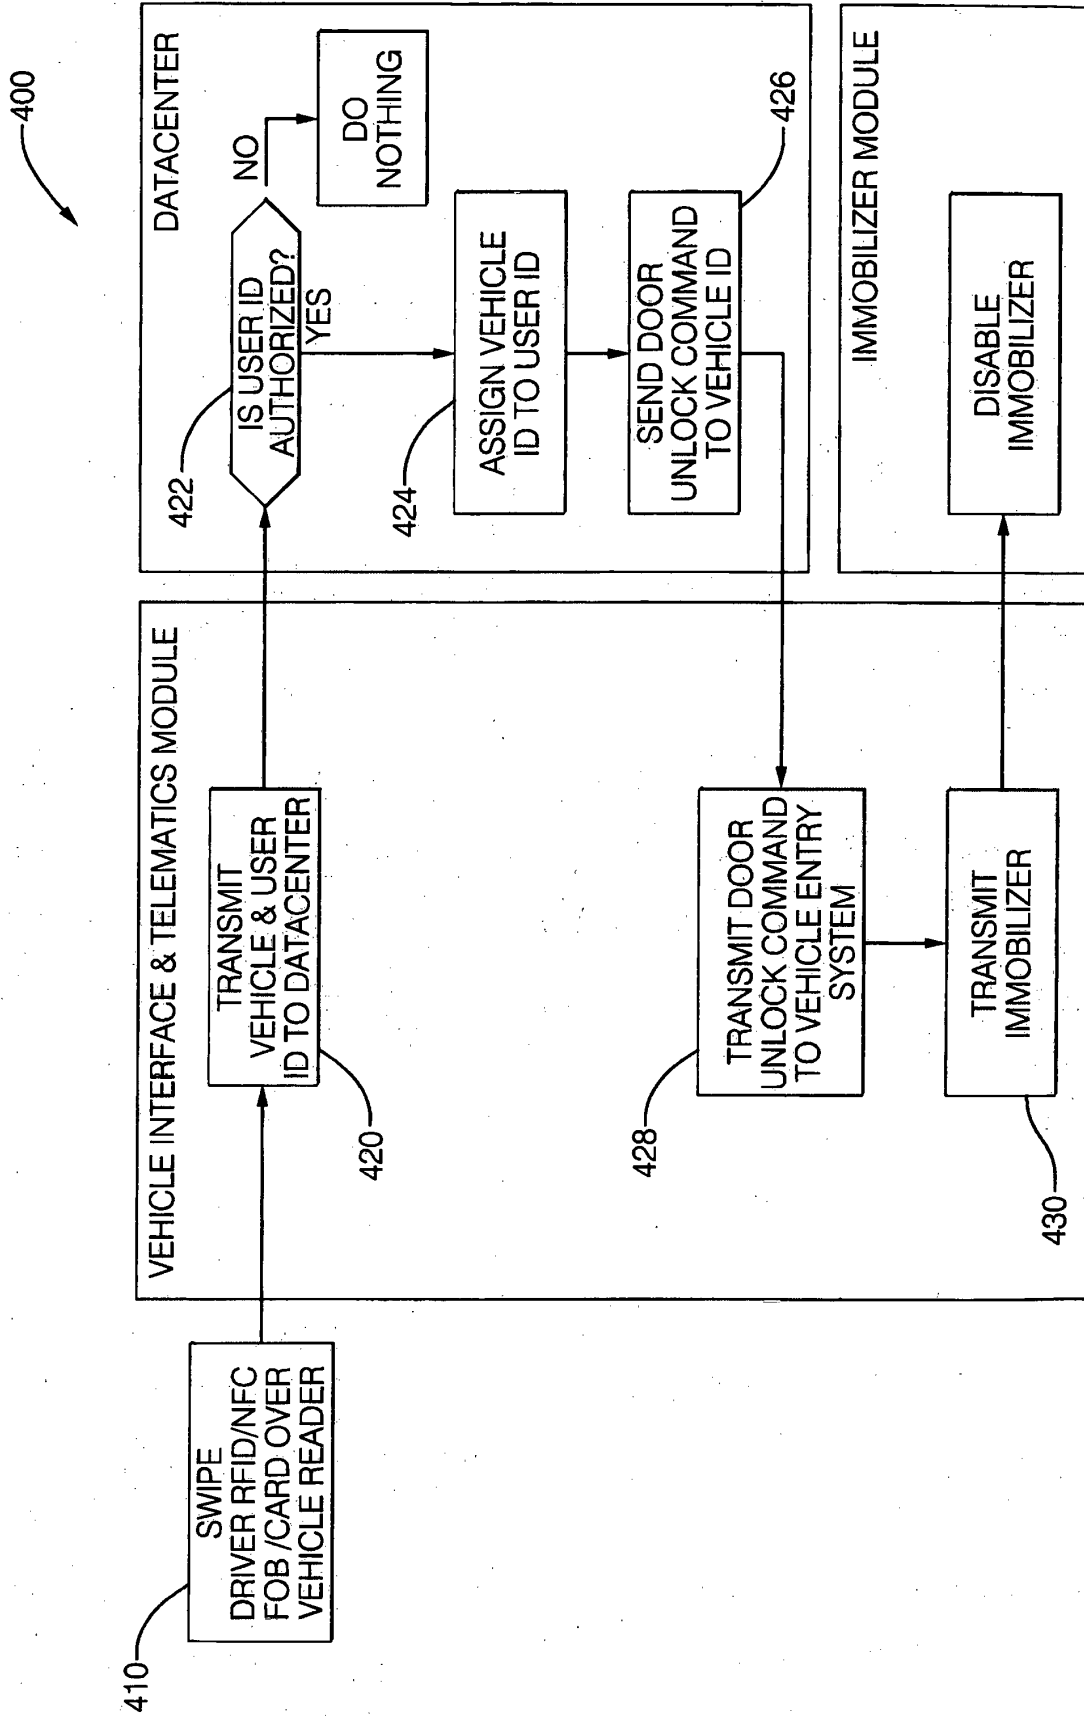 400
410
SWIPE
DRIVER RFID/NFC
FOB /CARD OVER
VEHICLE READER
VEHICLE INTERFACE & TELEMATICS MODULE
TRANSMIT
VEHICLE & USER
ID TO DATACENTER
420
DATACENTER
422
IS USER ID
AUTHORIZED?
NO
DO
NOTHING
YES
424
ASSIGN VEHICLE
ID TO USER ID
SEND DOOR
UNLOCK COMMAND
TO VEHICLE ID
426
428
TRANSMIT DOOR
UNLOCK COMMAND
TO VEHICLE ENTRY
SYSTEM
430
TRANSMIT
IMMOBILIZER
IMMOBILIZER MODULE
DISABLE
IMMOBILIZER